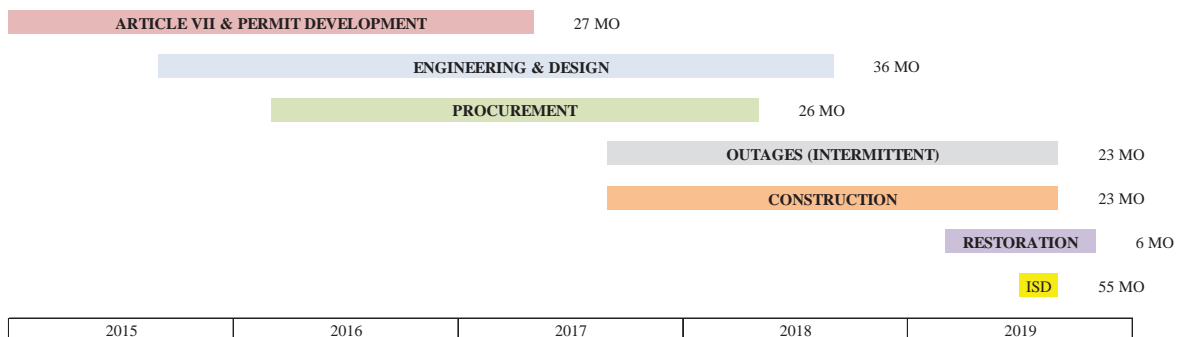 ARTICLE VII & PERMIT DEVELOPMENT 27 MO
ENGINEERING & DESIGN 36 MO
PROCUREMENT 26 MO
OUTAGES (INTERMITTENT) 23 MO
CONSTRUCTION 23 MO
RESTORATION 6 MO
ISD 55 MO
2015 2016 2017 2018 2019